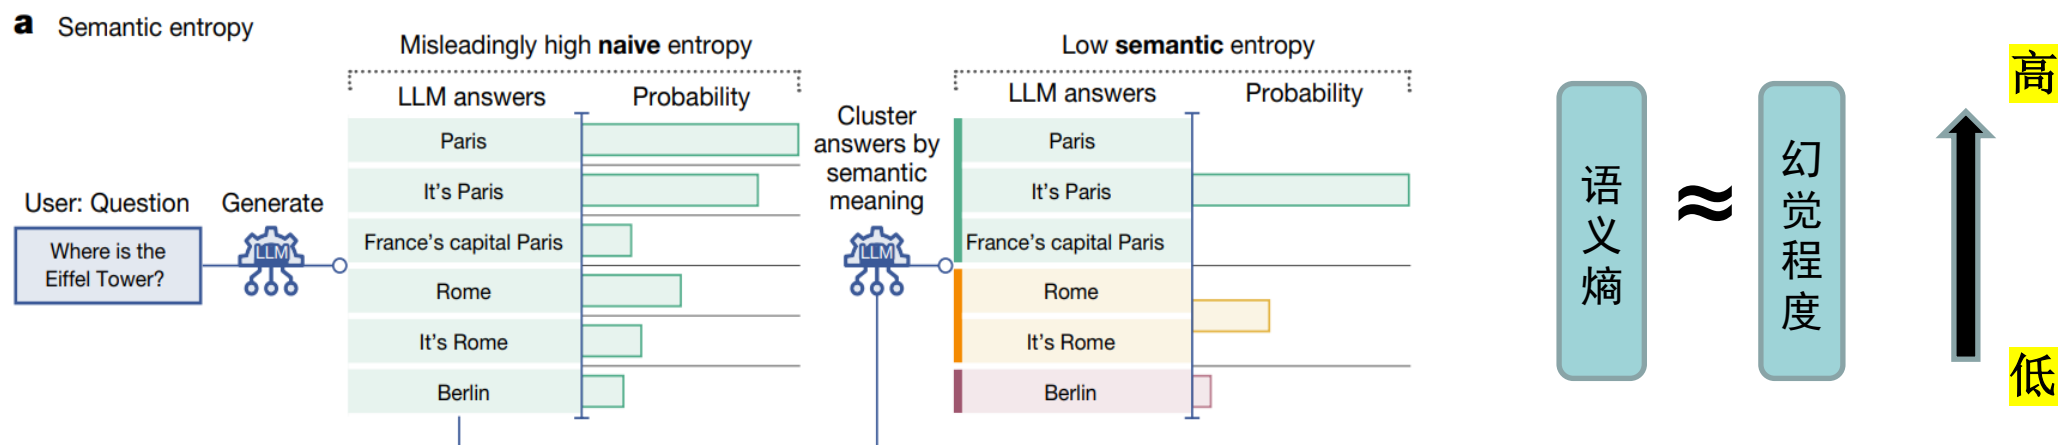 a Semantic entropy
Misleadingly high naive entropy
LLM answers
Probability
Paris
It's Paris
France's capital Paris
Rome
It's Rome
Berlin
User: Question
Where is the
Eiffel Tower?
Generate
LLM
Cluster
answers by
semantic
meaning
LLM
Low semantic entropy
LLM answers
Probability
Paris
It's Paris
France's capital Paris
Rome
It's Rome
Berlin
语义熵
≈
幻觉程度
高
低